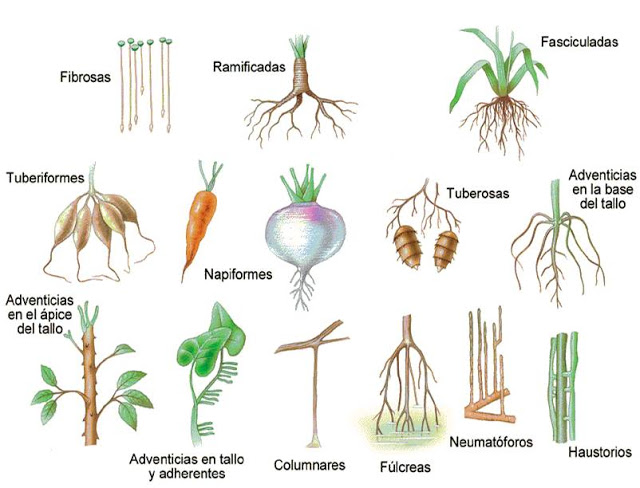 Fibrosas
Ramificadas
Fasciculadas
Tuberiformes
Napiformes
Tuberosas
Adventicias
en la base
del tallo
Adventicias
en el ápice
del tallo
Adventicias en tallo
y adherentes
Columnares
Fúlcreas
Neumatóforos
Haustorios